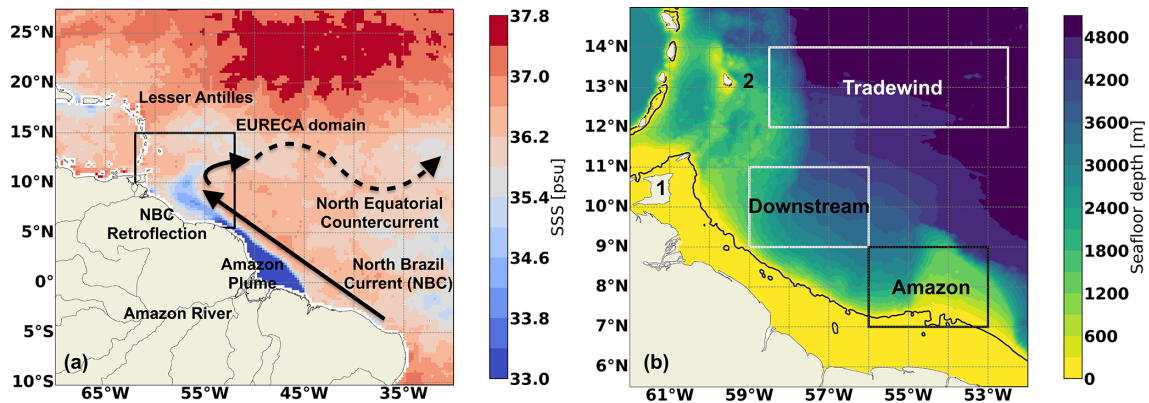 25°N
20°N
15°N
10°N
5°N
0°
5°S
10°S
65°W
55°W
45°W
35°W
Lesser Antilles
EURECA domain
NBC
Retroflection
North Equatorial
Countercurrent
Amazon
Plume
North Brazil
Current (NBC)
Amazon River
(a)
37.8
37.0
36.2
35.4
34.6
33.8
33.0
SSS [psu]
14°N
13°N
12°N
11°N
10°N
9°N
8°N
7°N
6°N
61°W
59°W
57°W
55°W
53°W
2
Tradewind
1
Downstream
Amazon
(b)
4800
4200
3600
3000
2400
1800
1200
600
0
Seafloor depth [m]